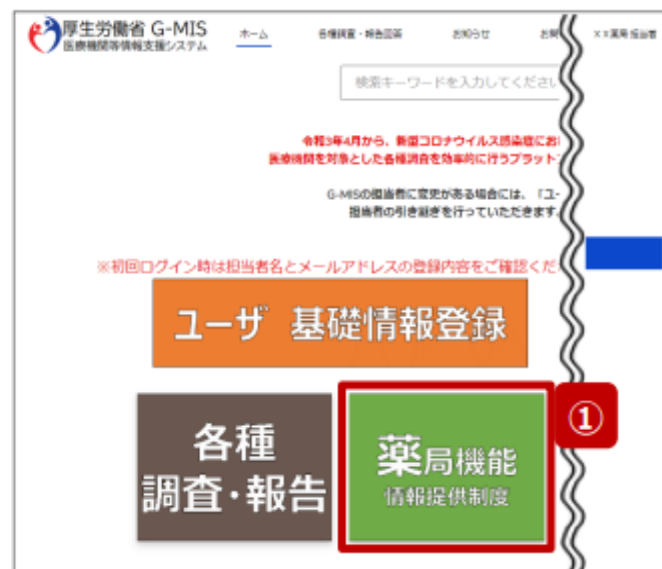 厚生労働省 G-MIS
医療機関等情報支援システム
ホーム
各種調査・報告回答
お知らせ
お問
××薬局 担当者
検索キーワードを入力してくださ
令和3年4月から、新型コロナウイルス感染症にお
医療機関を対象とした各種調査を効率的に行うプラット
G-MISの担当者に変更がある場合には、「ユー
担当者の引き継ぎを行っていただきます。
※初回ログイン時は担当者名とメールアドレスの登録内容をご確認くだ
ユーザ 基礎情報登録
各種
調査・報告
薬局機能
情報提供制度
①